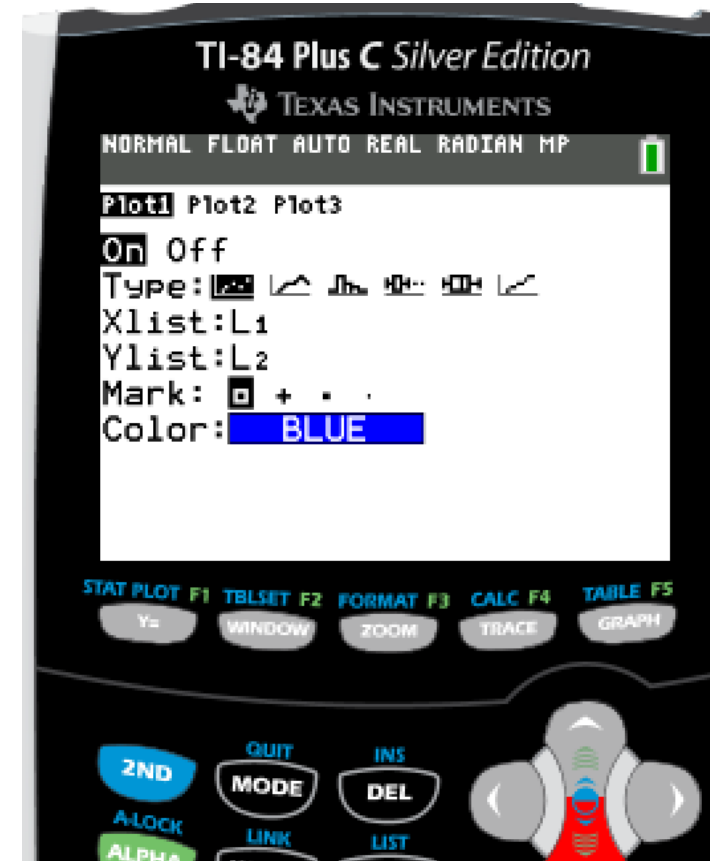 TI-84 Plus C Silver Edition
TEXAS INSTRUMENTS
NORMAL FLOAT AUTO REAL RADIAN MP
Plot1 Plot2 Plot3
On Off
Type:
Xlist:L1
Ylist:L2
Mark:
Color: BLUE
STAT PLOT F1 TBLSET F2 FORMAT F3 CALC F4 TABLE F5
Y= WINDOW ZOOM TRACE GRAPH
QUIT INS
2ND MODE DEL
A-LOCK LINK LIST
ALPHA